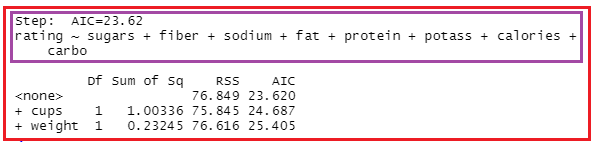 Step:  AIC=23.62
rating ~ sugars + fiber + sodium + fat + protein + potass + calories +
    carbo
         Df Sum of Sq    RSS    AIC
<none>                76.849 23.620
+ cups    1   1.00336 75.845 24.687
+ weight  1   0.23245 76.616 25.405